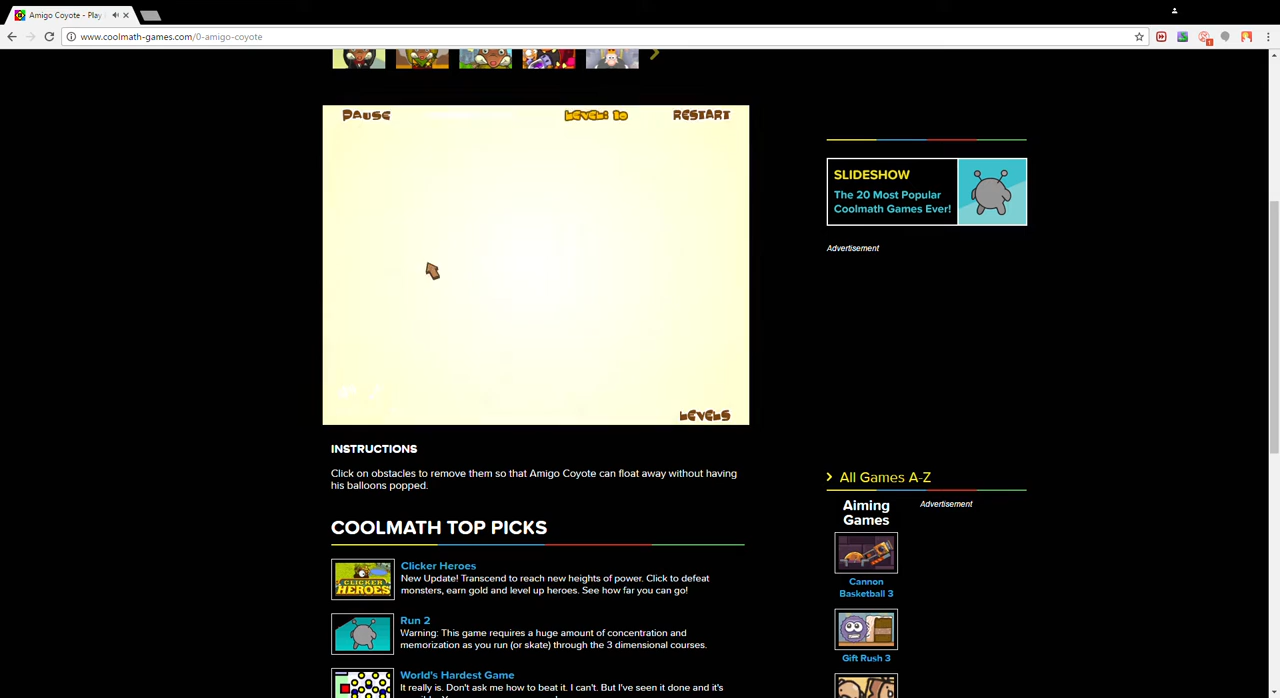 Amigo Coyote - Play
www.coolmath-games.com/0-amigo-coyote
PAUSE
LEVEL: 10
RESTART
LEVELS
INSTRUCTIONS
Click on obstacles to remove them so that Amigo Coyote can float away without having
his balloons popped.
COOLMATH TOP PICKS
CLICKER
HEROES
Clicker Heroes
New Update! Transcend to reach new heights of power. Click to defeat
monsters, earn gold and level up heroes. See how far you can go!
Run 2
Warning: This game requires a huge amount of concentration and
memorization as you run (or skate) through the 3 dimensional courses.
World's Hardest Game
It really is. Don't ask me how to beat it. I can't. But I've seen it done and it's
SLIDESHOW
The 20 Most Popular
Coolmath Games Ever!
Advertisement
All Games A-Z
Aiming
Games
Advertisement
Cannon
Basketball 3
Gift Rush 3